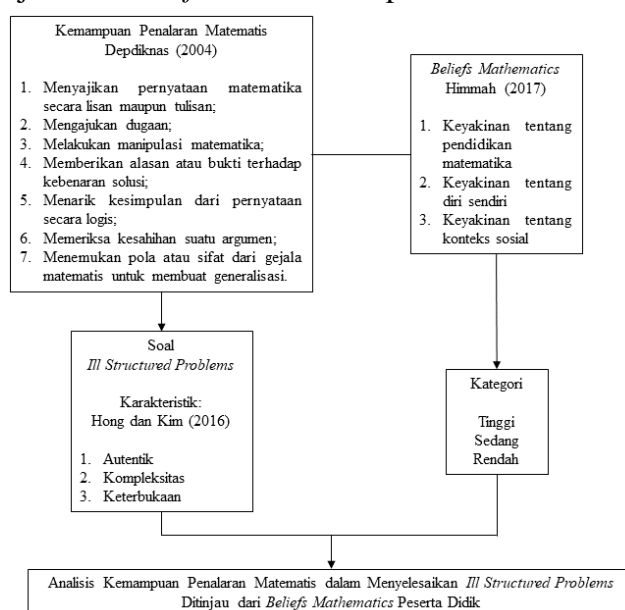 Kemampuan Penalaran Matematis
Depdiknas (2004)
1. Menyajikan pernyataan matematika
secara lisan maupun tulisan;
2. Mengajukan dugaan;
3. Melakukan manipulasi matematika;
4. Memberikan alasan atau bukti terhadap
kebenaran solusi;
5. Menarik kesimpulan dari pernyataan
secara logis;
6. Memeriksa kesahihan suatu argumen;
7. Menemukan pola atau sifat dari gejala
matematis untuk membuat generalisasi.
Beliefs Mathematics
Himmah (2017)
1. Keyakinan tentang
pendidikan
matematika
2. Keyakinan tentang
diri sendiri
3. Keyakinan tentang
konteks sosial
Soal
Ill Structured Problems
Karakteristik:
Hong dan Kim (2016)
1. Autentik
2. Kompleksitas
3. Keterbukaan
Kategori
Tinggi
Sedang
Rendah
Analisis Kemampuan Penalaran Matematis dalam Menyelesaikan Ill Structured Problems
Ditinjau dari Beliefs Mathematics Peserta Didik